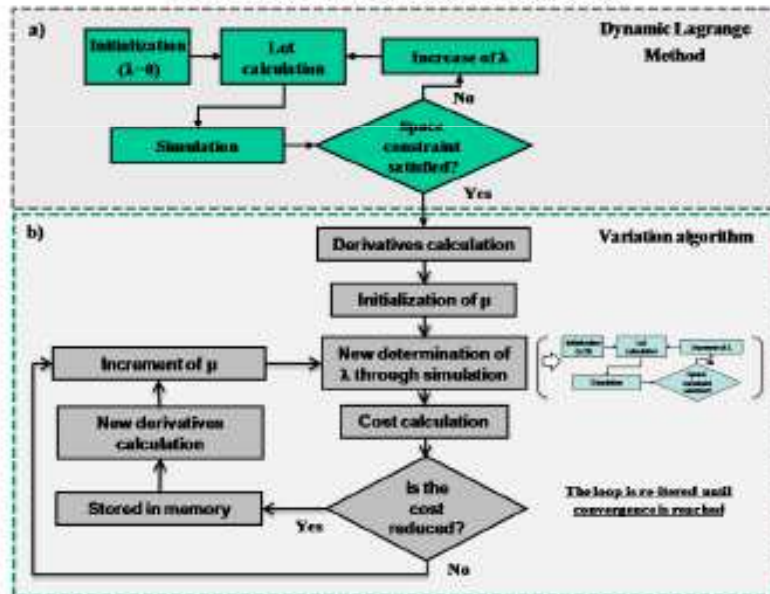 a)
Dynamic Lagrange
Method
Initialization
(λ=0)
Lot
calculation
Increase of λ
No
Simulation
Space
constraint
satisfied?
Yes
b)
Variation algorithm
Derivatives calculation
Initialization of μ
Increment of μ
New determination of
λ through simulation
New derivatives
calculation
Cost calculation
Stored in memory
Yes
Is the
cost
reduced?
No
The loop is re itered until
convergence is reached